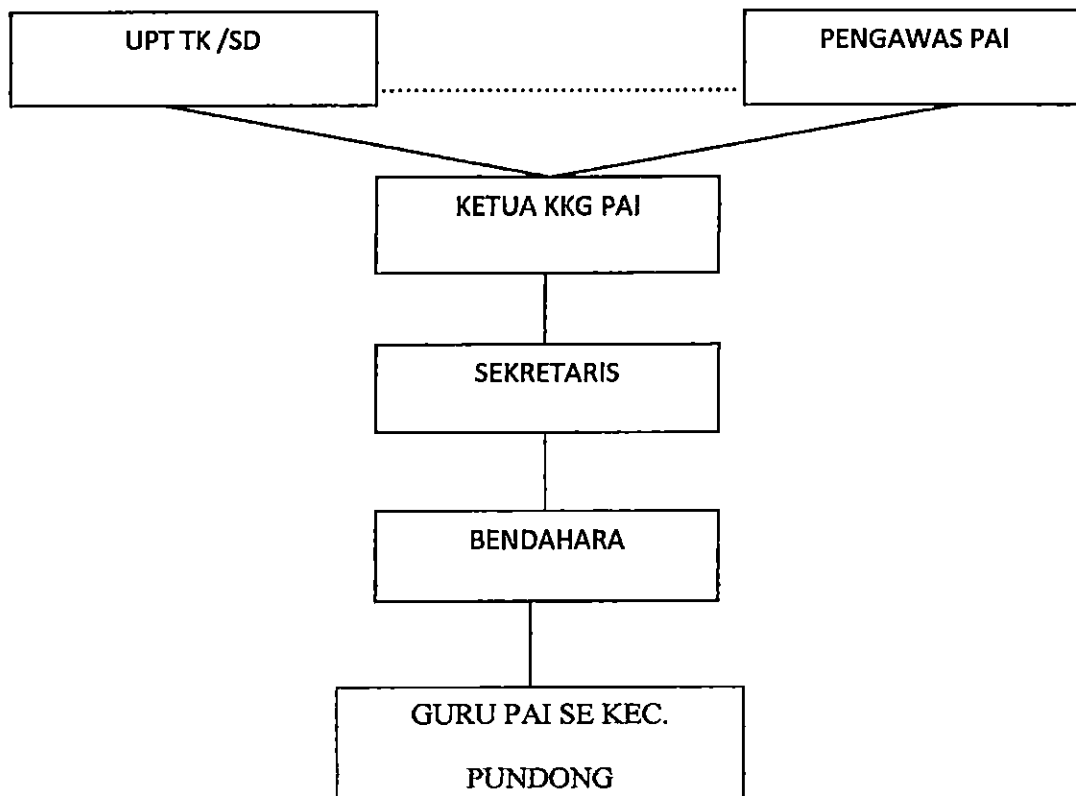 UPT TK /SD
PENGAWAS PAI
KETUA KKG PAI
SEKRETARIS
BENDAHARA
GURU PAI SE KEC.
PUNDONG